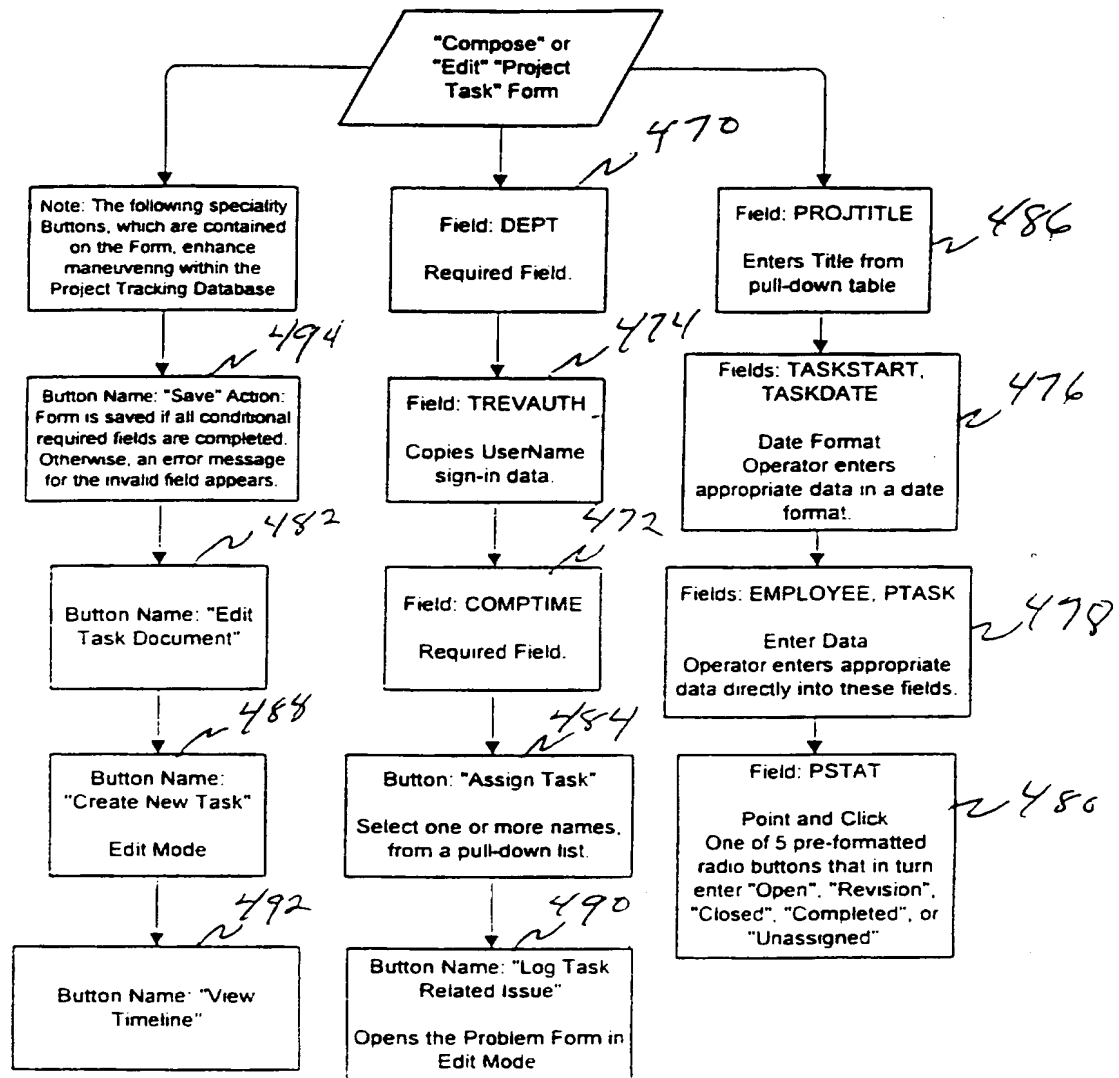 "Compose" or
"Edit" "Project
Task" Form
Note: The following speciality
Buttons, which are contained
on the Form, enhance
maneuvenng within the
Project Tracking Database
494
Button Name: "Save" Action:
Form is saved if all conditional
required fields are completed.
Otherwise, an error message
for the invalid field appears.
482
Button Name: "Edit
Task Document"
488
Button Name:
"Create New Task"
Edit Mode
492
Button Name: "View
Timeline"
470
Field: DEPT
Required Field.
474
Field: TREVAUTH
Copies UserName
sign-in data.
472
Field: COMPTIME
Required Field.
484
Button: "Assign Task"
Select one or more names,
from a pull-down list.
490
Button Name: "Log Task
Related Issue"
Opens the Problem Form in
Edit Mode
486
Field: PROJTITLE
Enters Title from
pull-down table
476
Fields: TASKSTART,
TASKDATE
Date Format
Operator enters
appropriate data in a date
format.
478
Fields: EMPLOYEE, PTASK
Enter Data
Operator enters appropriate
data directly into these fields.
480
Field: PSTAT
Point and Click
One of 5 pre-formatted
radio buttons that in turn
enter "Open", "Revision",
"Closed", "Completed", or
"Unassigned"